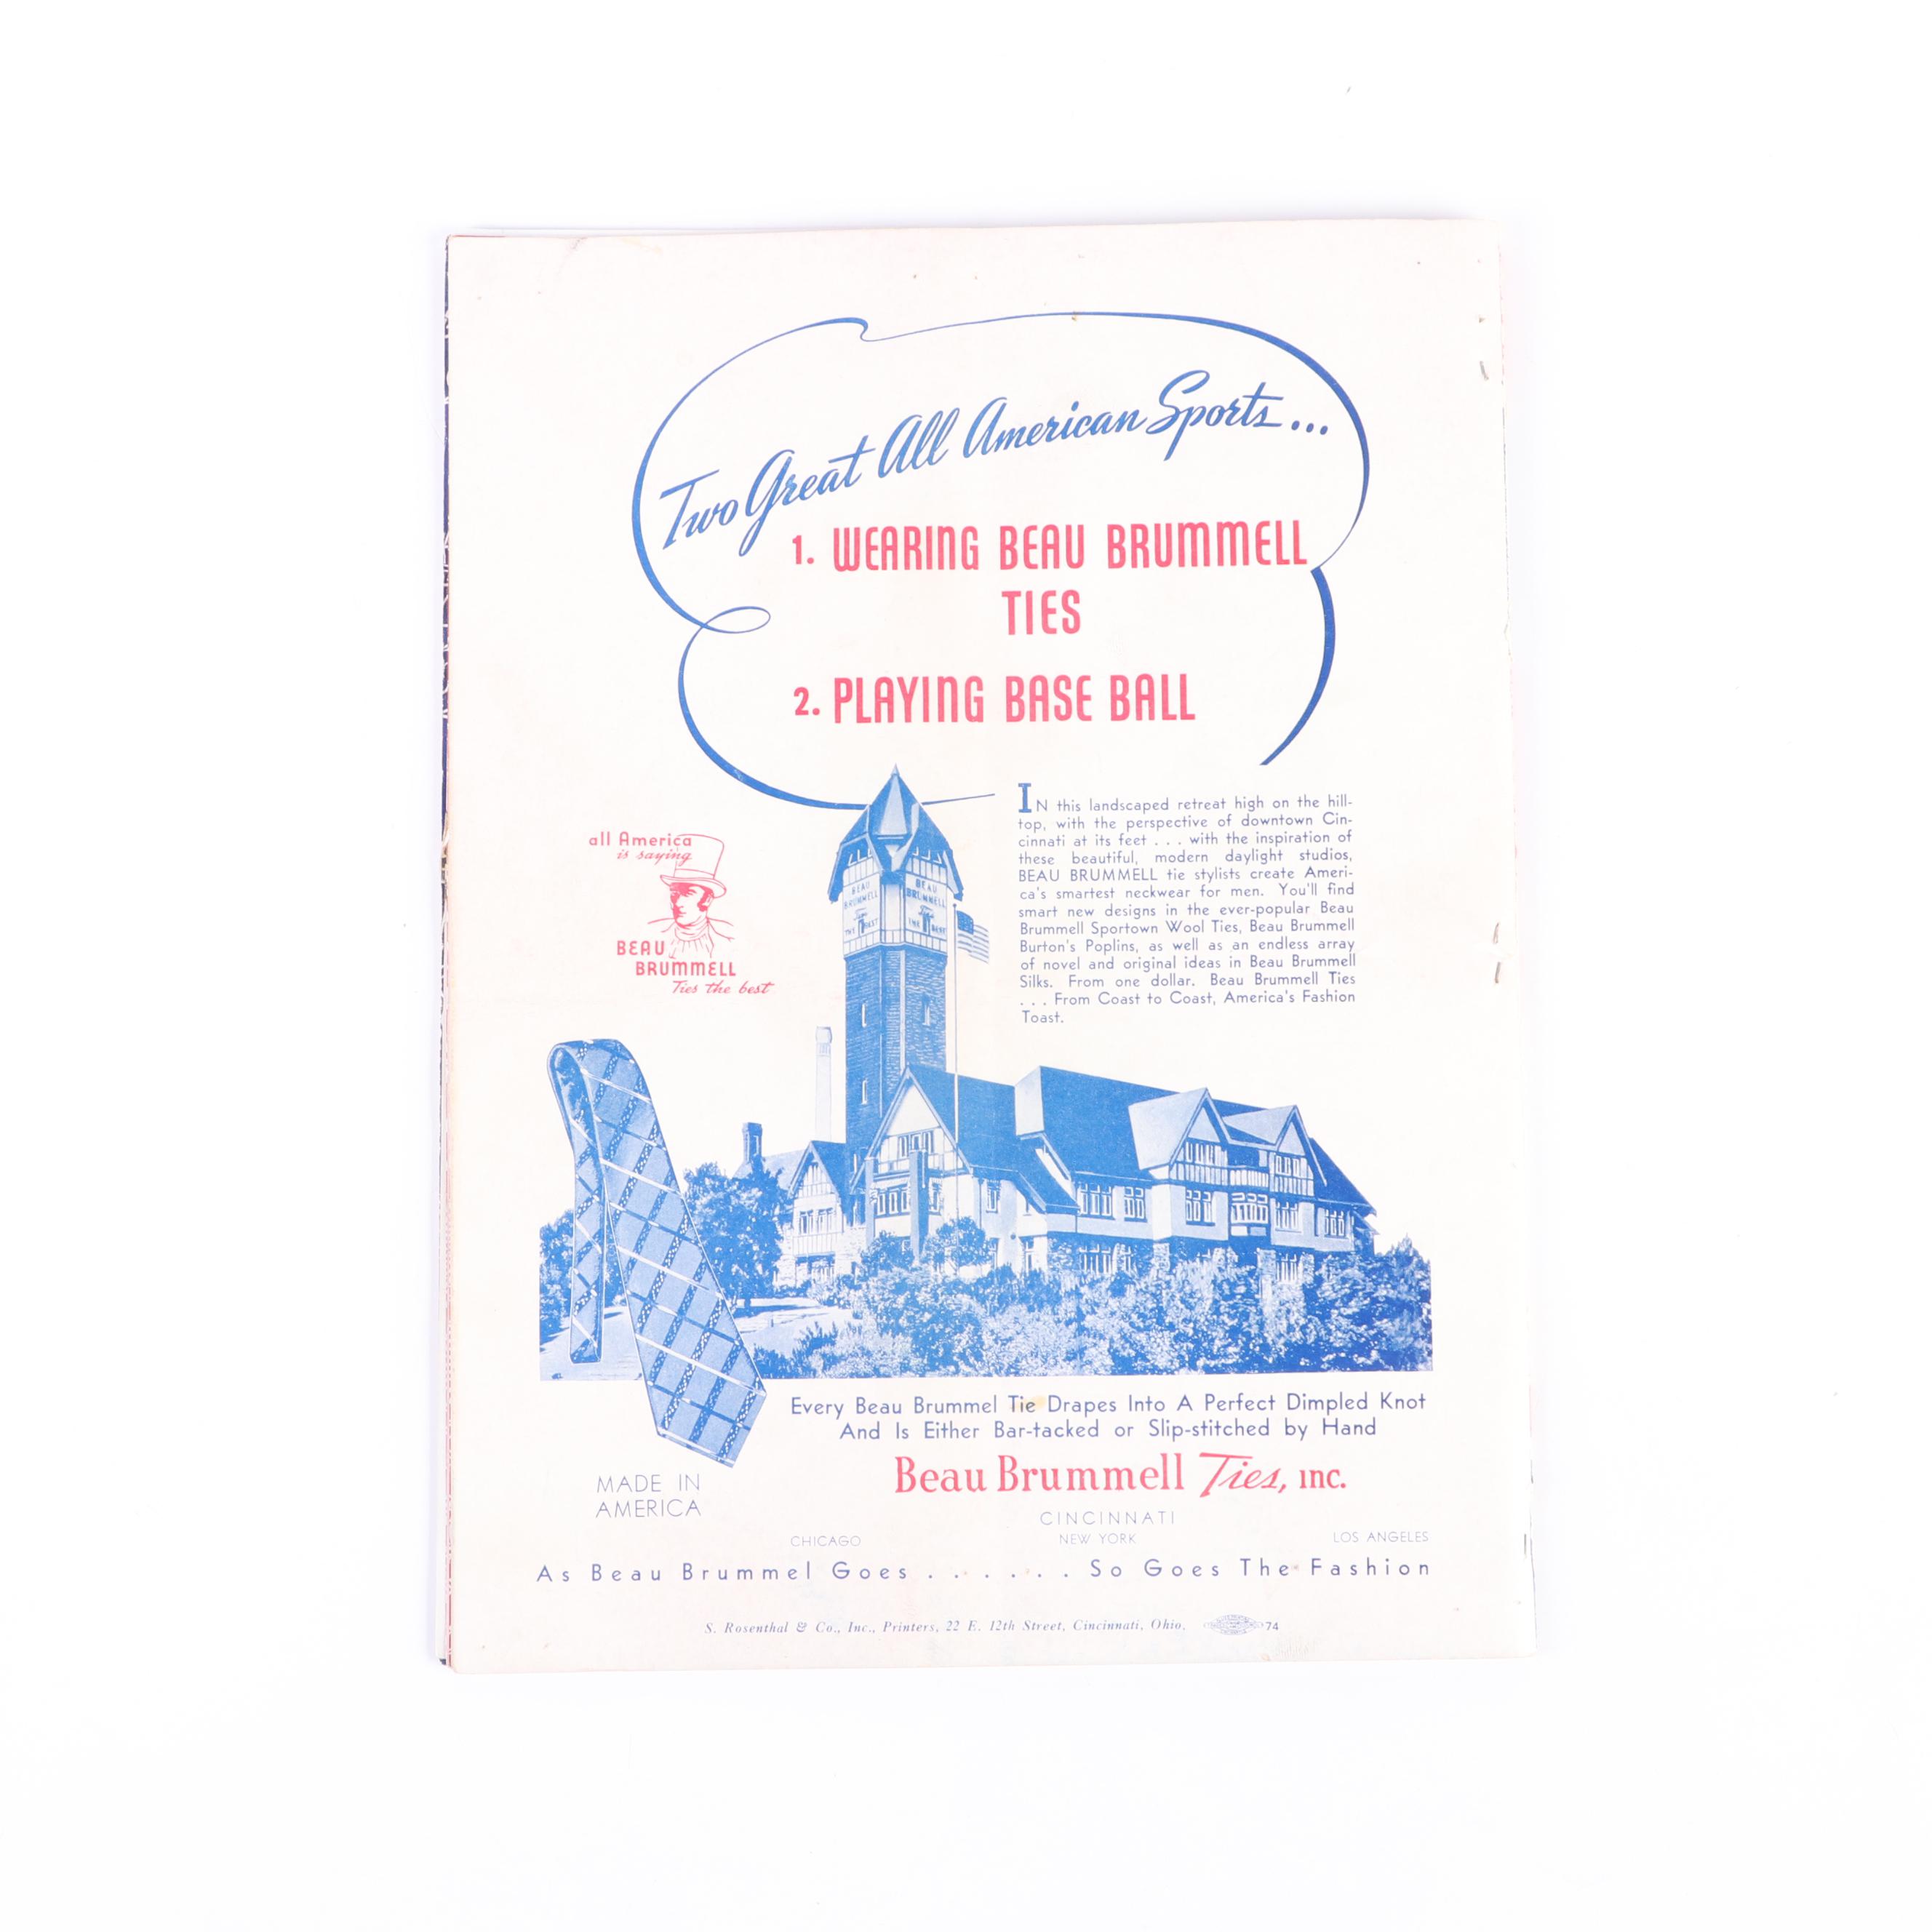 Two Great All American Sports...
1. WEARING BEAU BRUMMELL
TIES
2. PLAYING BASE BALL
IN this landscaped retreat high on the hill-
top, with the perspective of downtown Cin-
cinnati at its feet . . . with the inspiration of
these beautiful, modern daylight studios,
BEAU BRUMMELL tie stylists create Ameri-
ca's smartest neckwear for men. You'll find
smart new designs in the ever-popular Beau
Brummell Sportown Wool Ties, Beau Brummell
Burton's Poplins, as well as an endless array
of novel and original ideas in Beau Brummell
Silks. From one dollar. Beau Brummell Ties
. . . From Coast to Coast, America's Fashion
Toast.
all America
is saying
BEAU
BRUMMELL
Ties the best
BEAU
BRUMMELL
THE BEST
BEAU
BRUMMELL
THE BEST
Every Beau Brummel Tie Drapes Into A Perfect Dimpled Knot
And Is Either Bar-tacked or Slip-stitched by Hand
Beau Brummell Ties, INC.
MADE IN
AMERICA
CINCINNATI
CHICAGO NEW YORK LOS ANGELES
As Beau Brummel Goes . . . . . . So Goes The Fashion
S. Rosenthal & Co., Inc., Printers, 22 E. 12th Street, Cincinnati, Ohio. 74